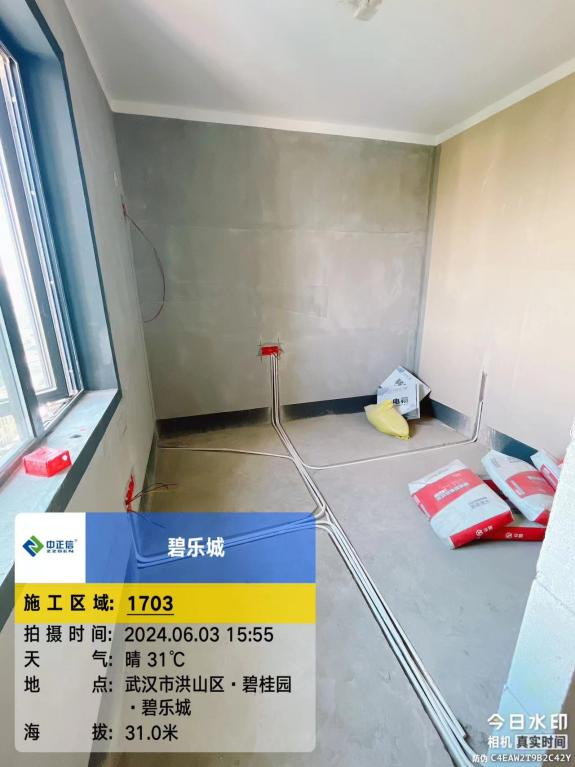 中正信
ZZSEN
碧乐城
施工区域: 1703
拍摄时间: 2024.06.03 15:55
天 气: 晴 31℃
地 点: 武汉市洪山区·碧桂园
·碧乐城
海 拔: 31.0米
今日水印
相机 真实时间
防伪 C4EAW2T9B2C42Y